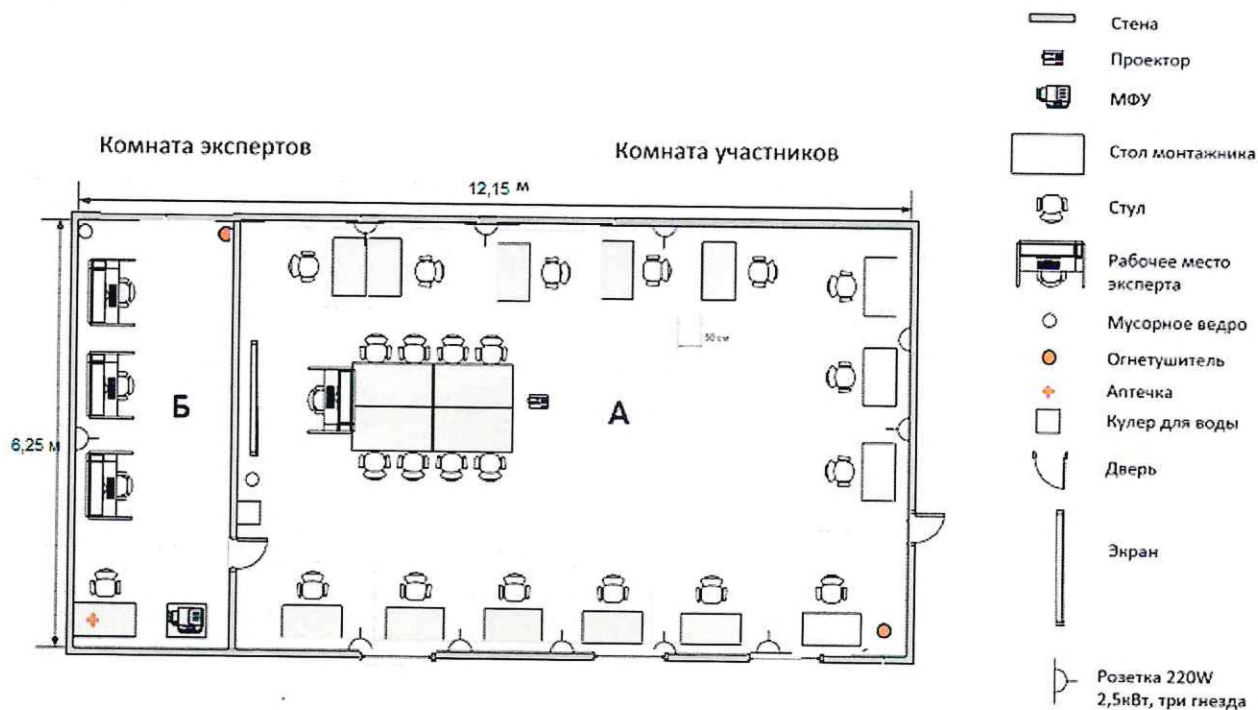 Комната экспертов
Комната участников
12,15 м
6,25 м
Б
А
50 см
Стена
Проектор
МФУ
Стол монтажника
Стул
Рабочее место
эксперта
Мусорное ведро
Огнетушитель
Аптечка
Кулер для воды
Дверь
Экран
Розетка 220W
2,5кВт, три гнезда